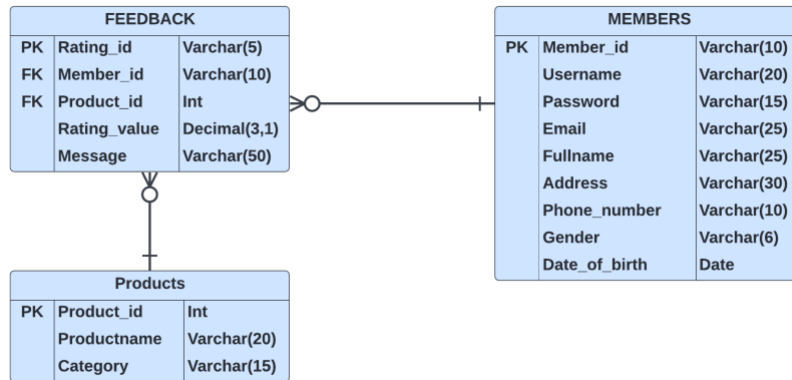 FEEDBACK
PK Rating_id Varchar(5)
FK Member_id Varchar(10)
FK Product_id Int
Rating_value Decimal(3,1)
Message Varchar(50)
MEMBERS
PK Member_id Varchar(10)
Username Varchar(20)
Password Varchar(15)
Email Varchar(25)
Fullname Varchar(25)
Address Varchar(30)
Phone_number Varchar(10)
Gender Varchar(6)
Date_of_birth Date
Products
PK Product_id Int
Productname Varchar(20)
Category Varchar(15)